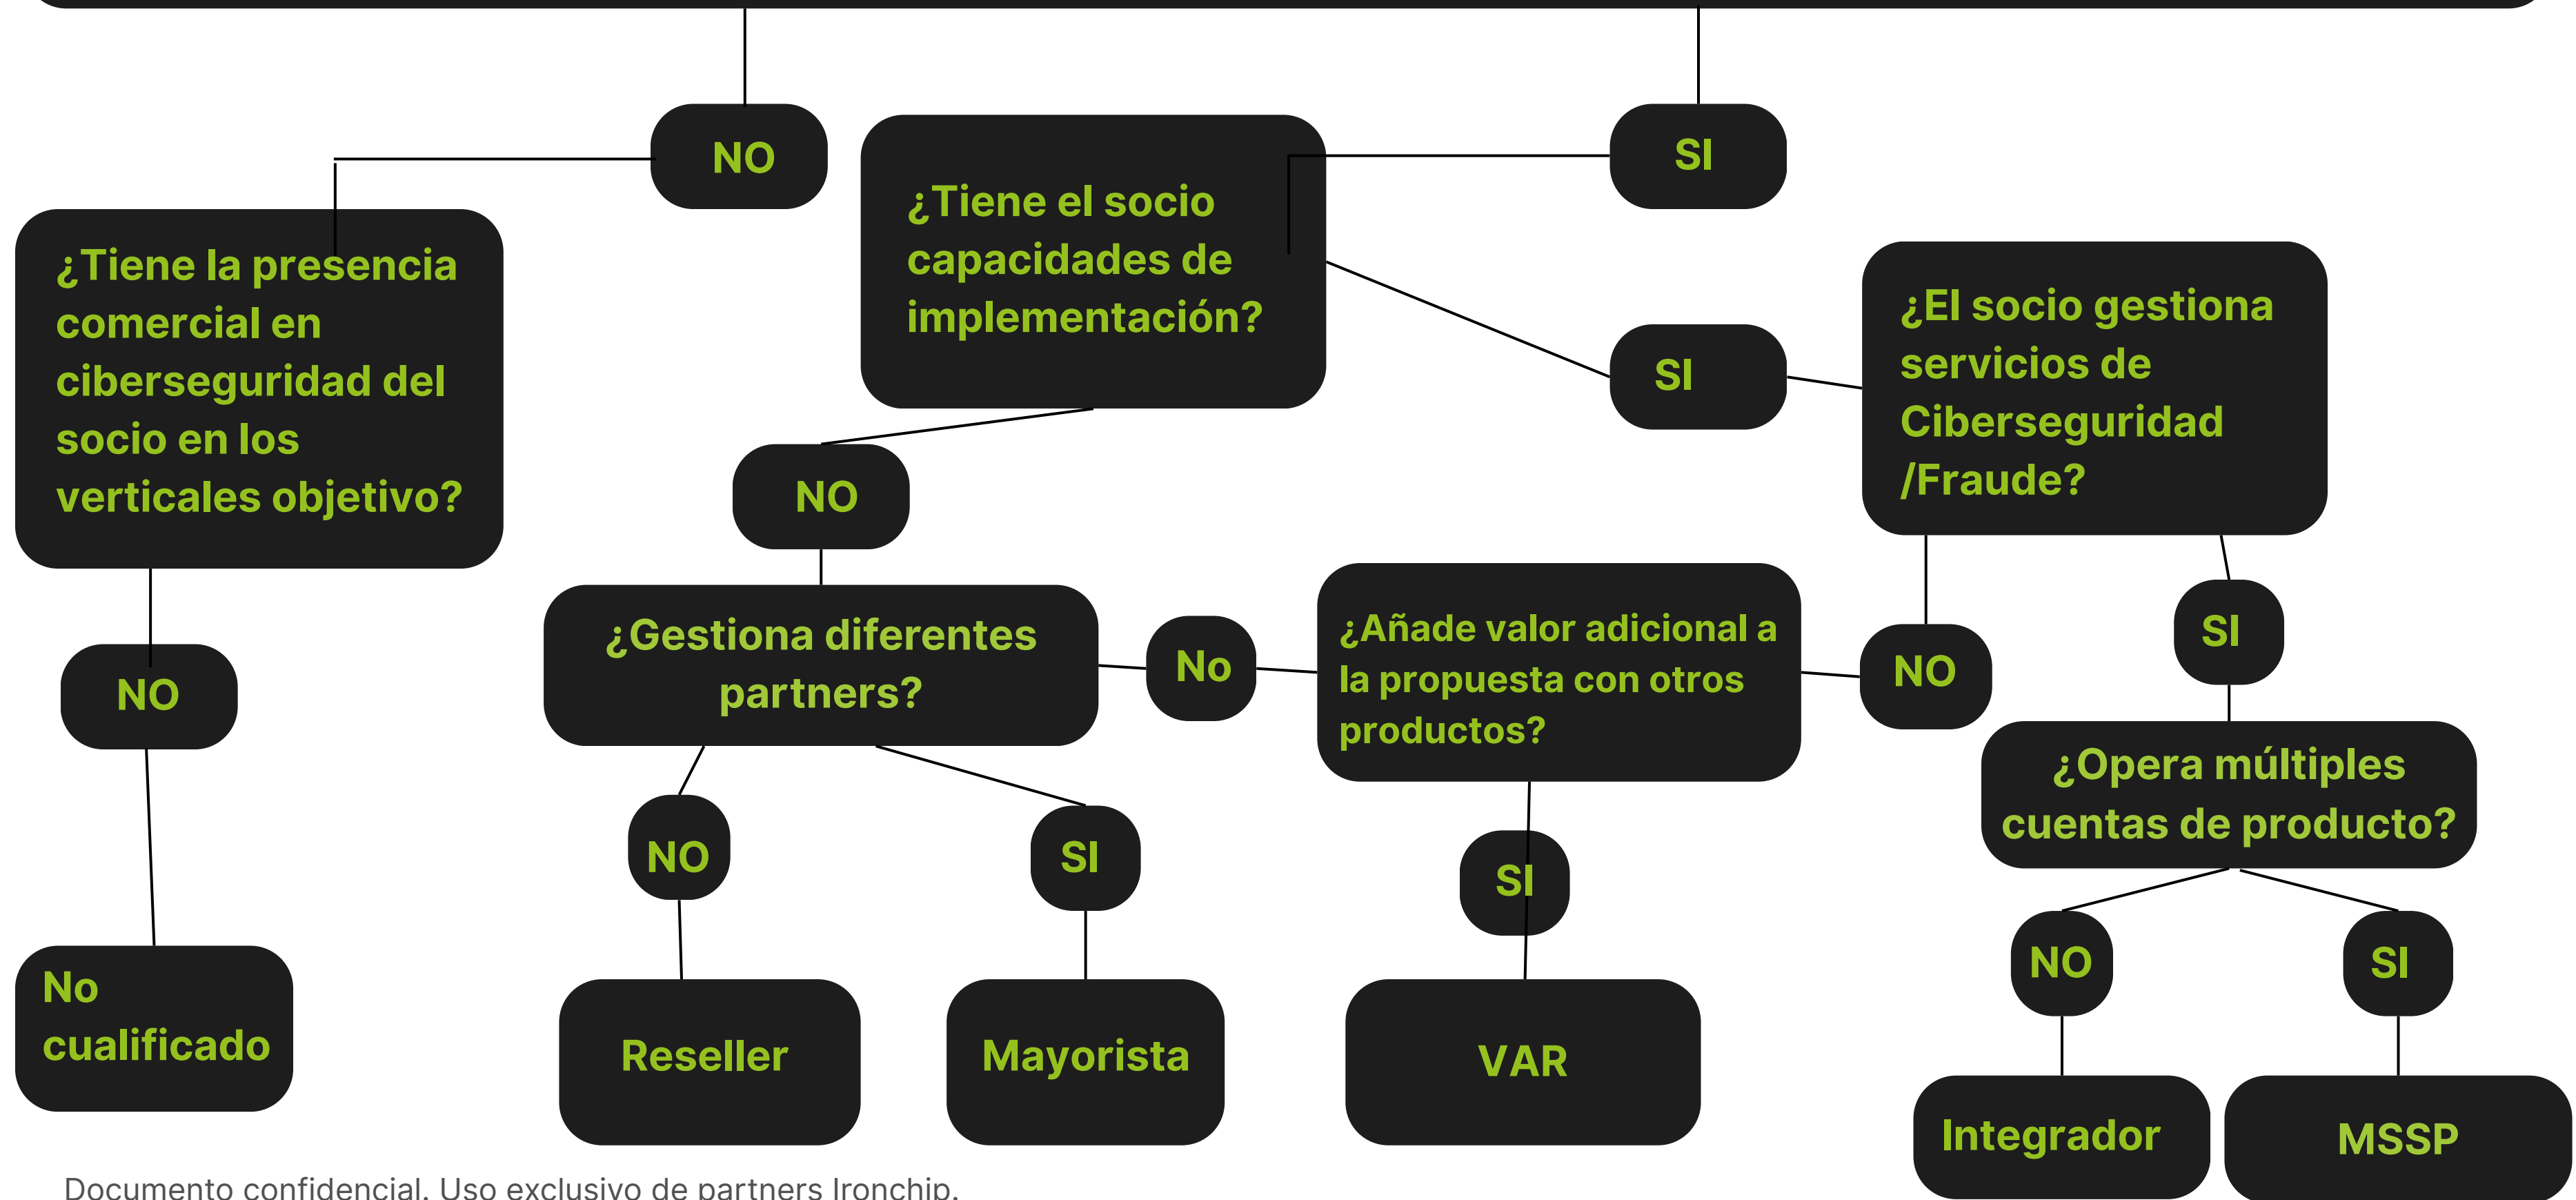 NO
SI
¿Tiene la presencia
comercial en
ciberseguridad del
socio en los
verticales objetivo?
¿Tiene el socio
capacidades de
implementación?
SI
¿El socio gestiona
servicios de
Ciberseguridad
/Fraude?
NO
¿Gestiona diferentes
partners?
No
¿Añade valor adicional a
la propuesta con otros
productos?
NO
SI
NO
¿Opera múltiples
cuentas de producto?
NO
SI
SI
NO
SI
No
cualificado
Reseller
Mayorista
VAR
Integrador
MSSP
Documento confidencial. Uso exclusivo de partners Ironchip.